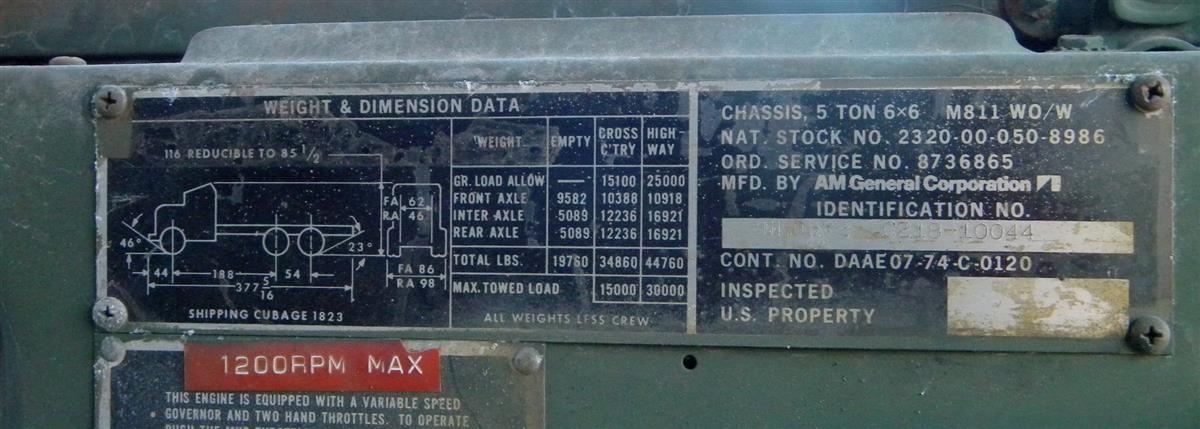 WEIGHT & DIMENSION DATA
116 REDUCIBLE TO 85 1/2
46°
23°
44
188
54
377 5/16
FA 62
RA 46
FA 86
RA 98
SHIPPING CUBAGE 1823
WEIGHT EMPTY CROSS C'TRY HIGH-WAY
GR. LOAD ALLOW — 15100 25000
FRONT AXLE 9582 10388 10918
INTER AXLE 5089 12236 16921
REAR AXLE 5089 12236 16921
TOTAL LBS. 19760 34860 44760
MAX. TOWED LOAD 15000 30000
ALL WEIGHTS LESS CREW
CHASSIS, 5 TON 6×6 M811 WO/W
NAT. STOCK NO. 2320-00-050-8986
ORD. SERVICE NO. 8736865
MFD. BY AM General Corporation
IDENTIFICATION NO.
C218-10044
CONT. NO. DAAE07-74-C-0120
INSPECTED
U.S. PROPERTY
1200RPM MAX
THIS ENGINE IS EQUIPPED WITH A VARIABLE SPEED
GOVERNOR AND TWO HAND THROTTLES. TO OPERATE